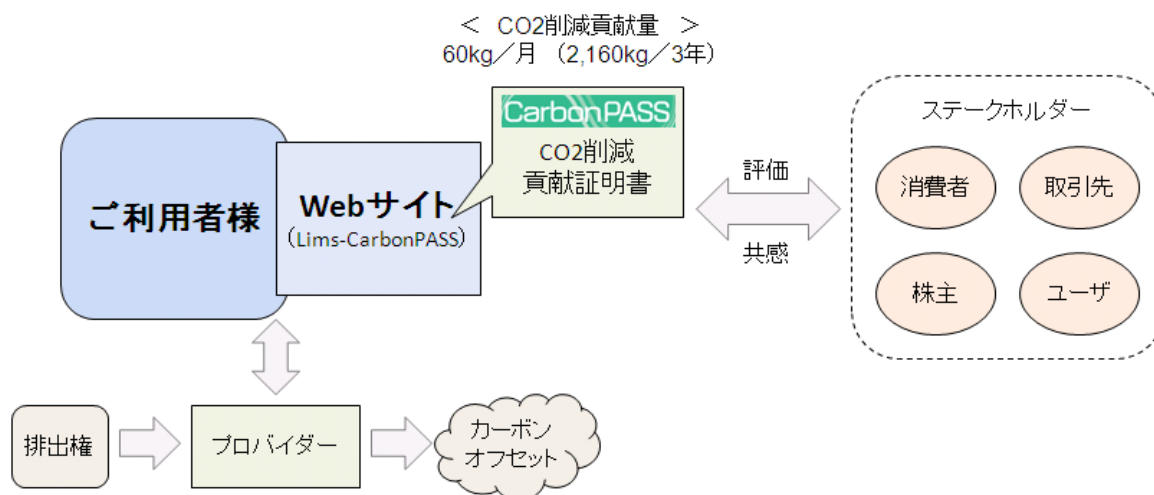 ＜ CO2削減貢献量 ＞
60kg／月 （2,160kg／3年）
CarbonPASS
CO2削減
貢献証明書
ご利用者様
Webサイト
（Lims-CarbonPASS）
評価
共感
ステークホルダー
消費者
取引先
株主
ユーザ
排出権
プロバイダー
カーボン
オフセット